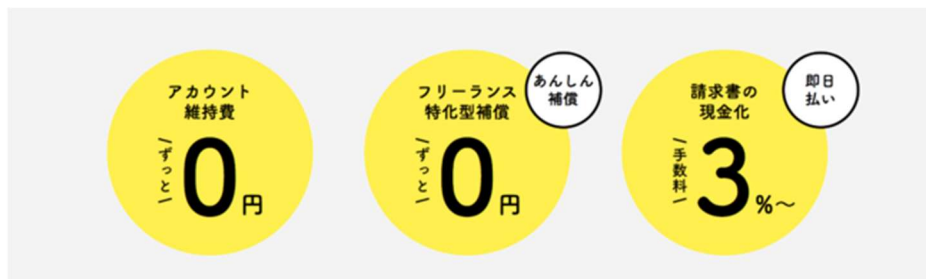 アカウント
維持費
ずっと
0円
フリーランス
特化型補償
あんしん
補償
ずっと
0円
請求書の
現金化
即日
払い
手数料
3%～